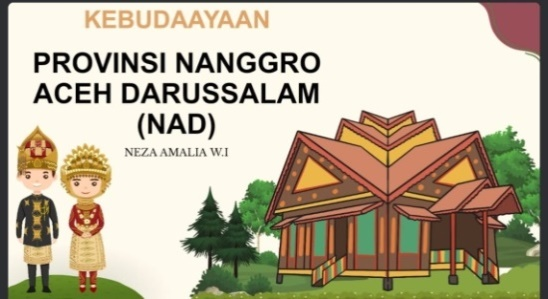 KEBUDAAYAAN
PROVINSI NANGGRO
ACEH DARUSSALAM
(NAD)
NEZA AMALIA W.I